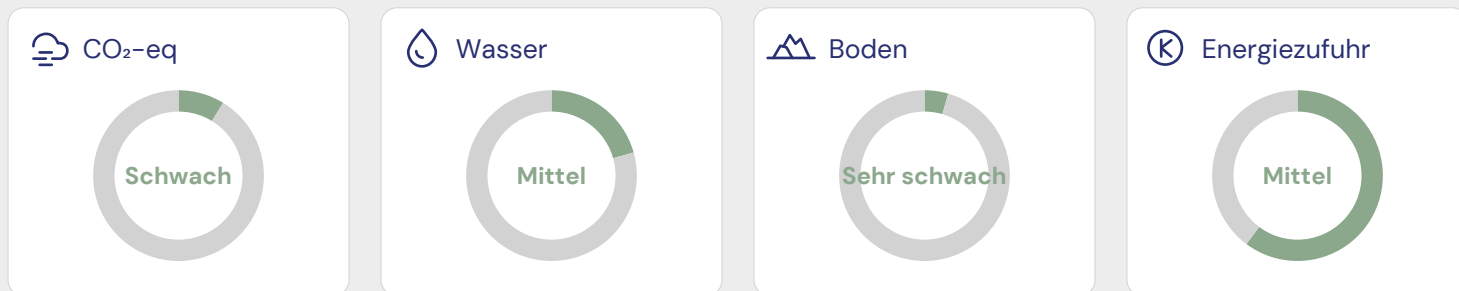 CO₂-eq
Schwach
Wasser
Mittel
Boden
Sehr schwach
Energiezufuhr
Mittel